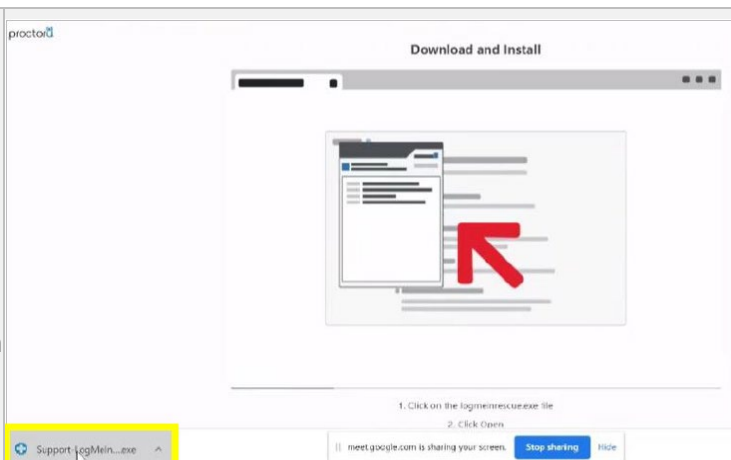 proctorU
Download and Install
1. Click on the logmeinrescue.exe file
2. Click Open
Support-LogMeIn...exe
meet.google.com is sharing your screen.
Stop sharing
Hide